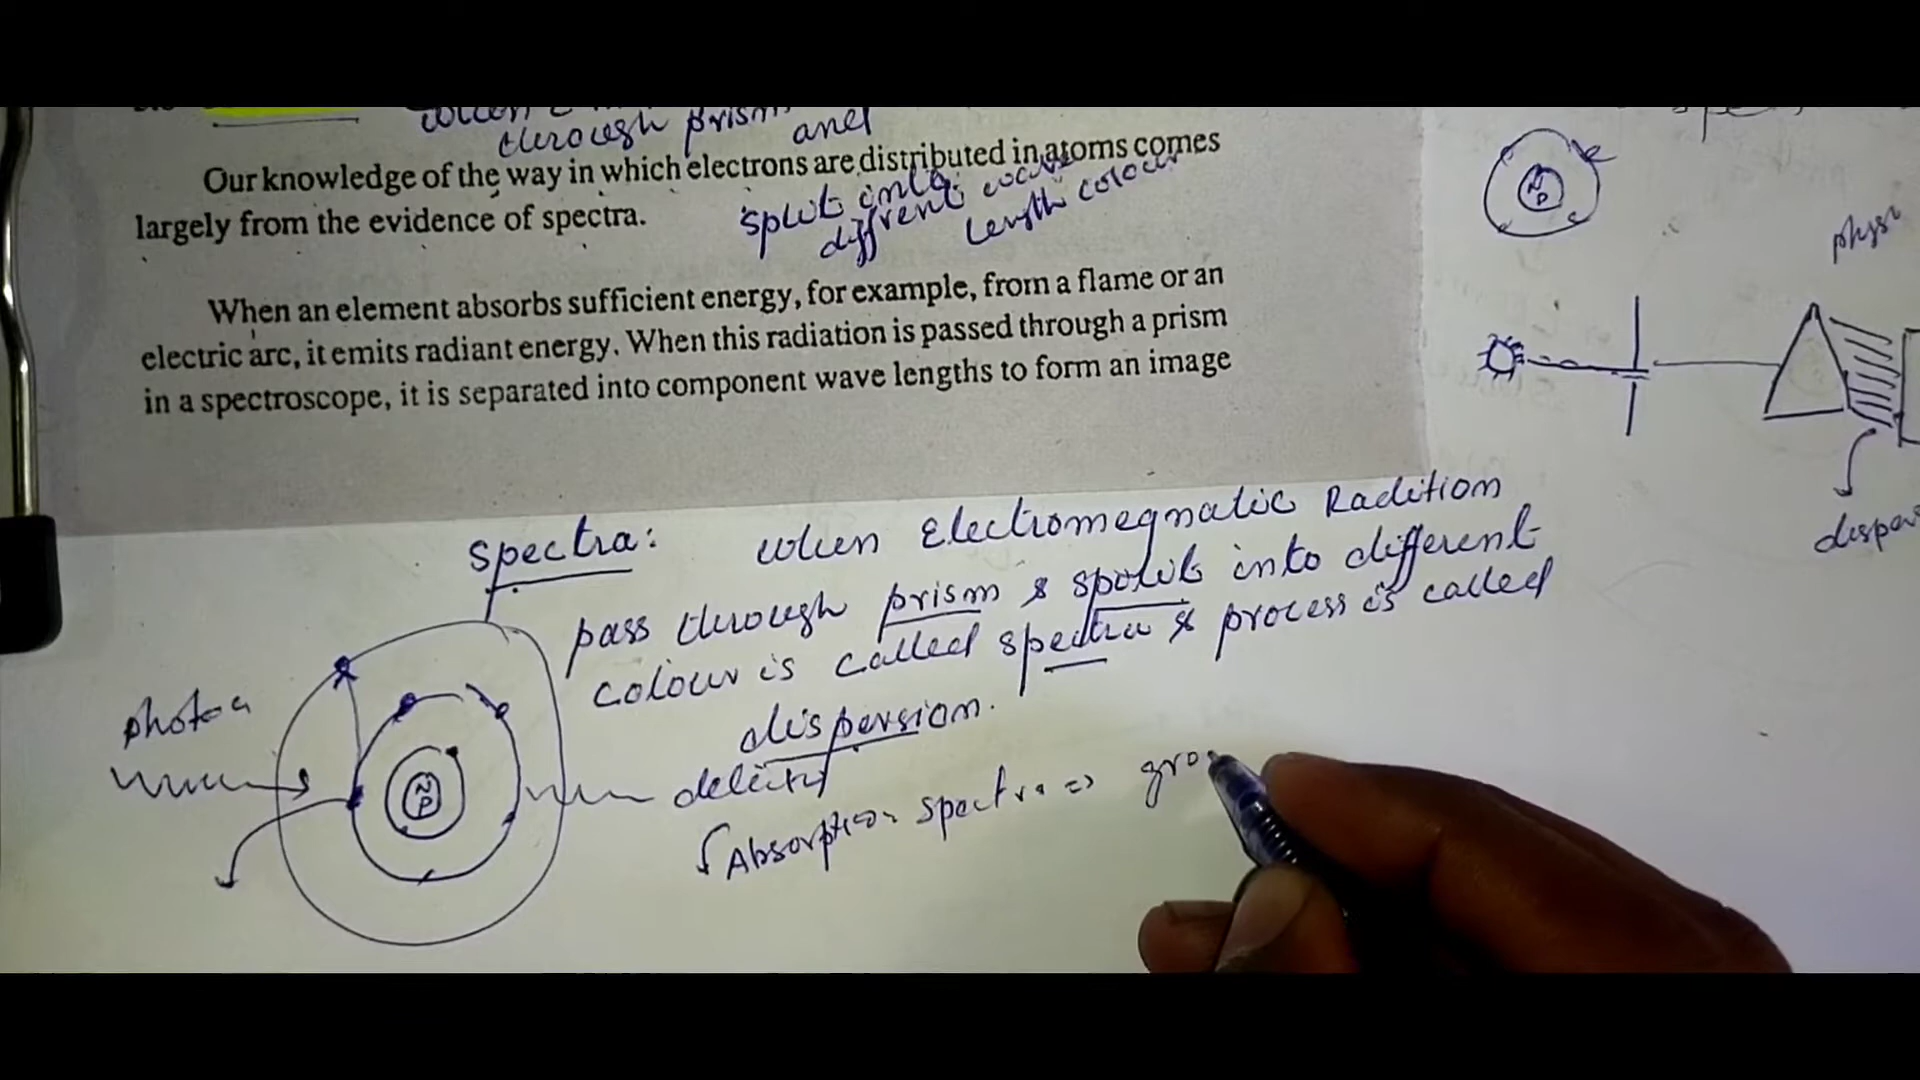 through prism
and
Our knowledge of the way in which electrons are distributed in atoms comes
largely from the evidence of spectra.
split into
diffrent wave
length colour
When an element absorbs sufficient energy, for example, from a flame or an
electric arc, it emits radiant energy. When this radiation is passed through a prism
in a spectroscope, it is separated into component wave lengths to form an image
N
P
spectra: when Electromegnatic Radition
pass through prism & spolit into different
colour is called spectra & process is called
dispersion.
photon
N
P
Absorption spectra => gro